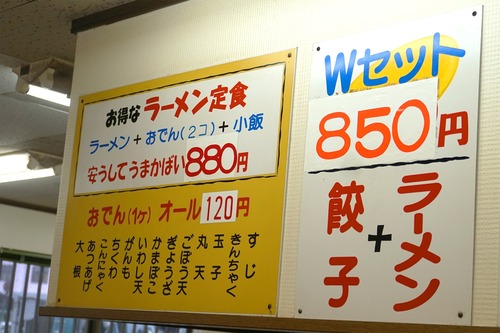 お得な ラーメン定食
ラーメン+おでん(2コ)+小飯
安うしてうまかばい880円
おでん(1ケ) オール120円
すじ
きんちゃく
玉子
丸天
ごぼう天
ぎょうざ
かまぼこ
いわし天
がんも
ちくわ
こんにゃく
あつあげ
大根
Wセット
850円
ラーメン
+
餃子